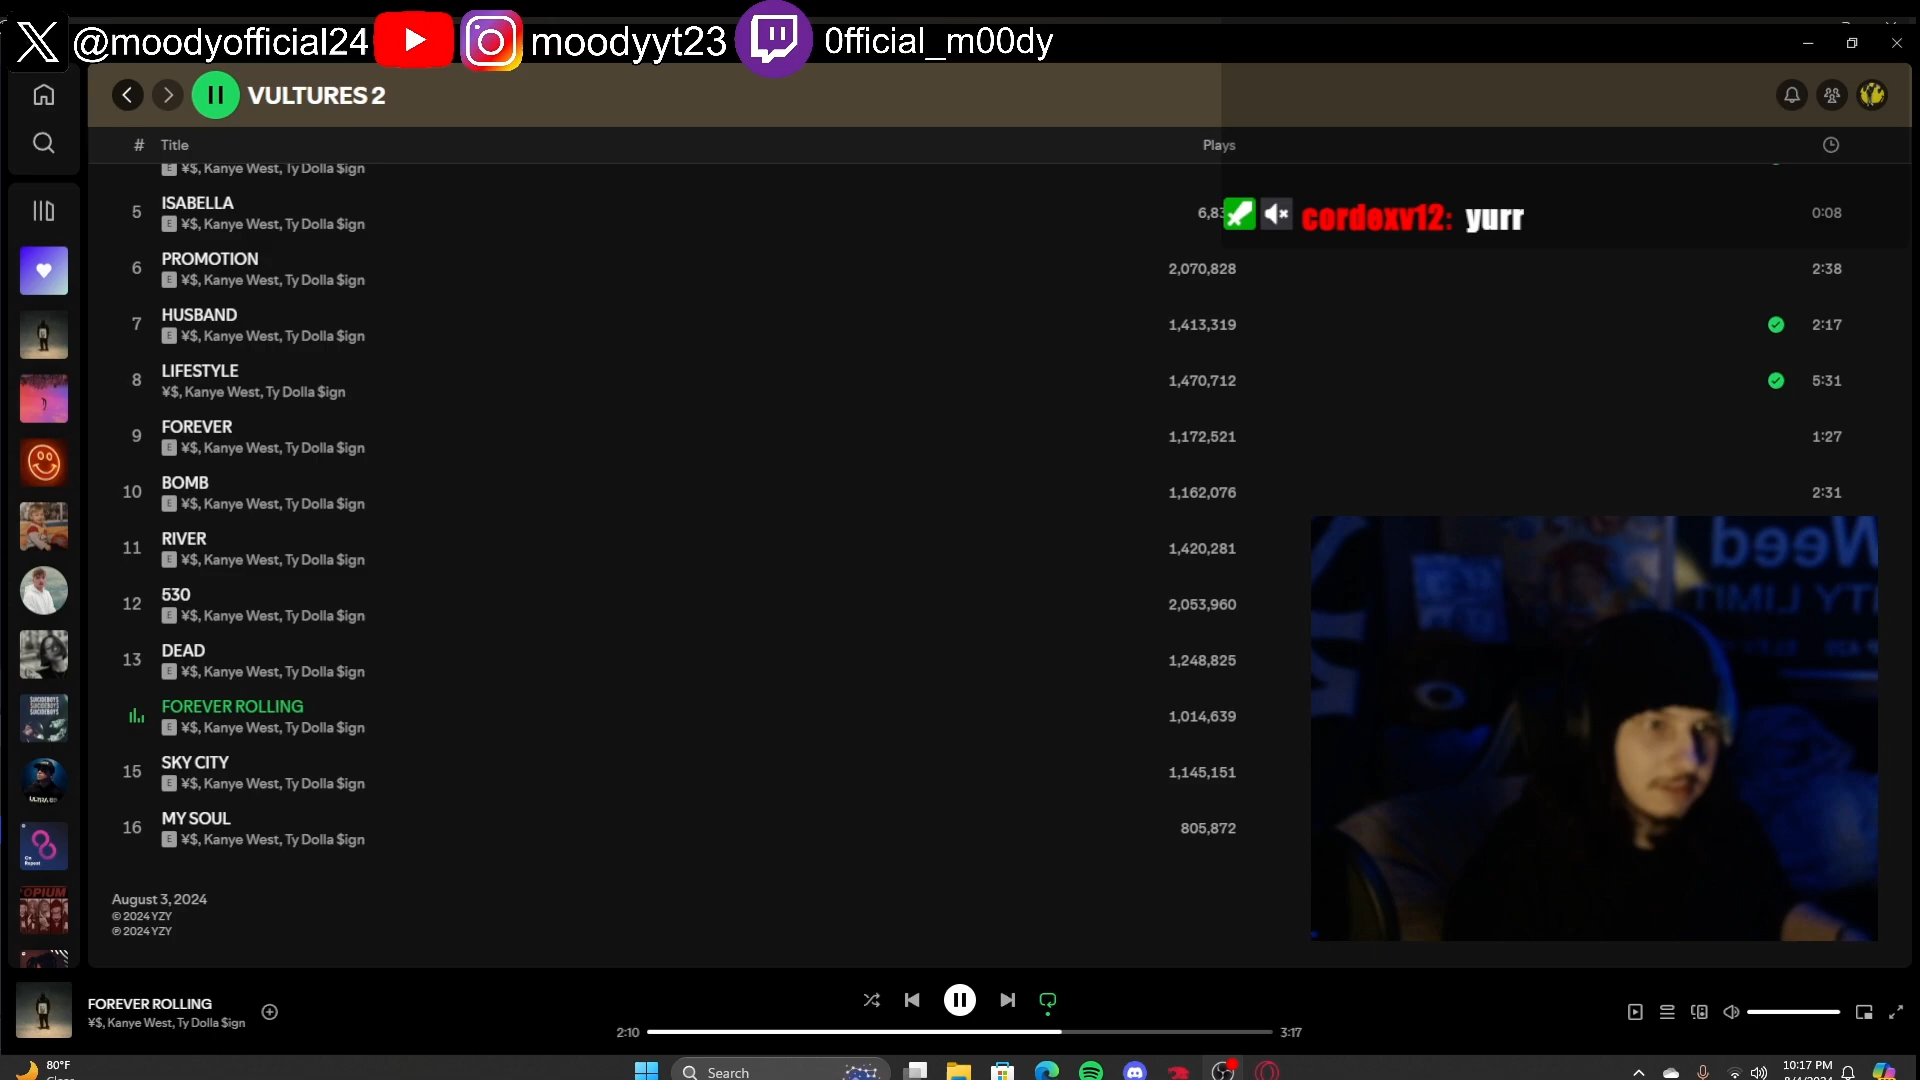 @moodyofficial24 moodyyt23 0fficial_m00dy
VULTURES 2
# Title Plays
E ¥$, Kanye West, Ty Dolla $ign
5 ISABELLA 0:08
E ¥$, Kanye West, Ty Dolla $ign
cordexv12: yurr
6 PROMOTION 2,070,828 2:38
E ¥$, Kanye West, Ty Dolla $ign
7 HUSBAND 1,413,319 2:17
E ¥$, Kanye West, Ty Dolla $ign
8 LIFESTYLE 1,470,712 5:31
¥$, Kanye West, Ty Dolla $ign
9 FOREVER 1,172,521 1:27
E ¥$, Kanye West, Ty Dolla $ign
10 BOMB 1,162,076 2:31
E ¥$, Kanye West, Ty Dolla $ign
11 RIVER 1,420,281
E ¥$, Kanye West, Ty Dolla $ign
12 530 2,053,960
E ¥$, Kanye West, Ty Dolla $ign
13 DEAD 1,248,825
E ¥$, Kanye West, Ty Dolla $ign
FOREVER ROLLING 1,014,639
E ¥$, Kanye West, Ty Dolla $ign
15 SKY CITY 1,145,151
E ¥$, Kanye West, Ty Dolla $ign
16 MY SOUL 805,872
E ¥$, Kanye West, Ty Dolla $ign
Need
ITY LIMIT
August 3, 2024
© 2024 YZY
℗ 2024 YZY
OPIUM
FOREVER ROLLING
¥$, Kanye West, Ty Dolla $ign
2:10 3:17
80°F
Search
10:17 PM